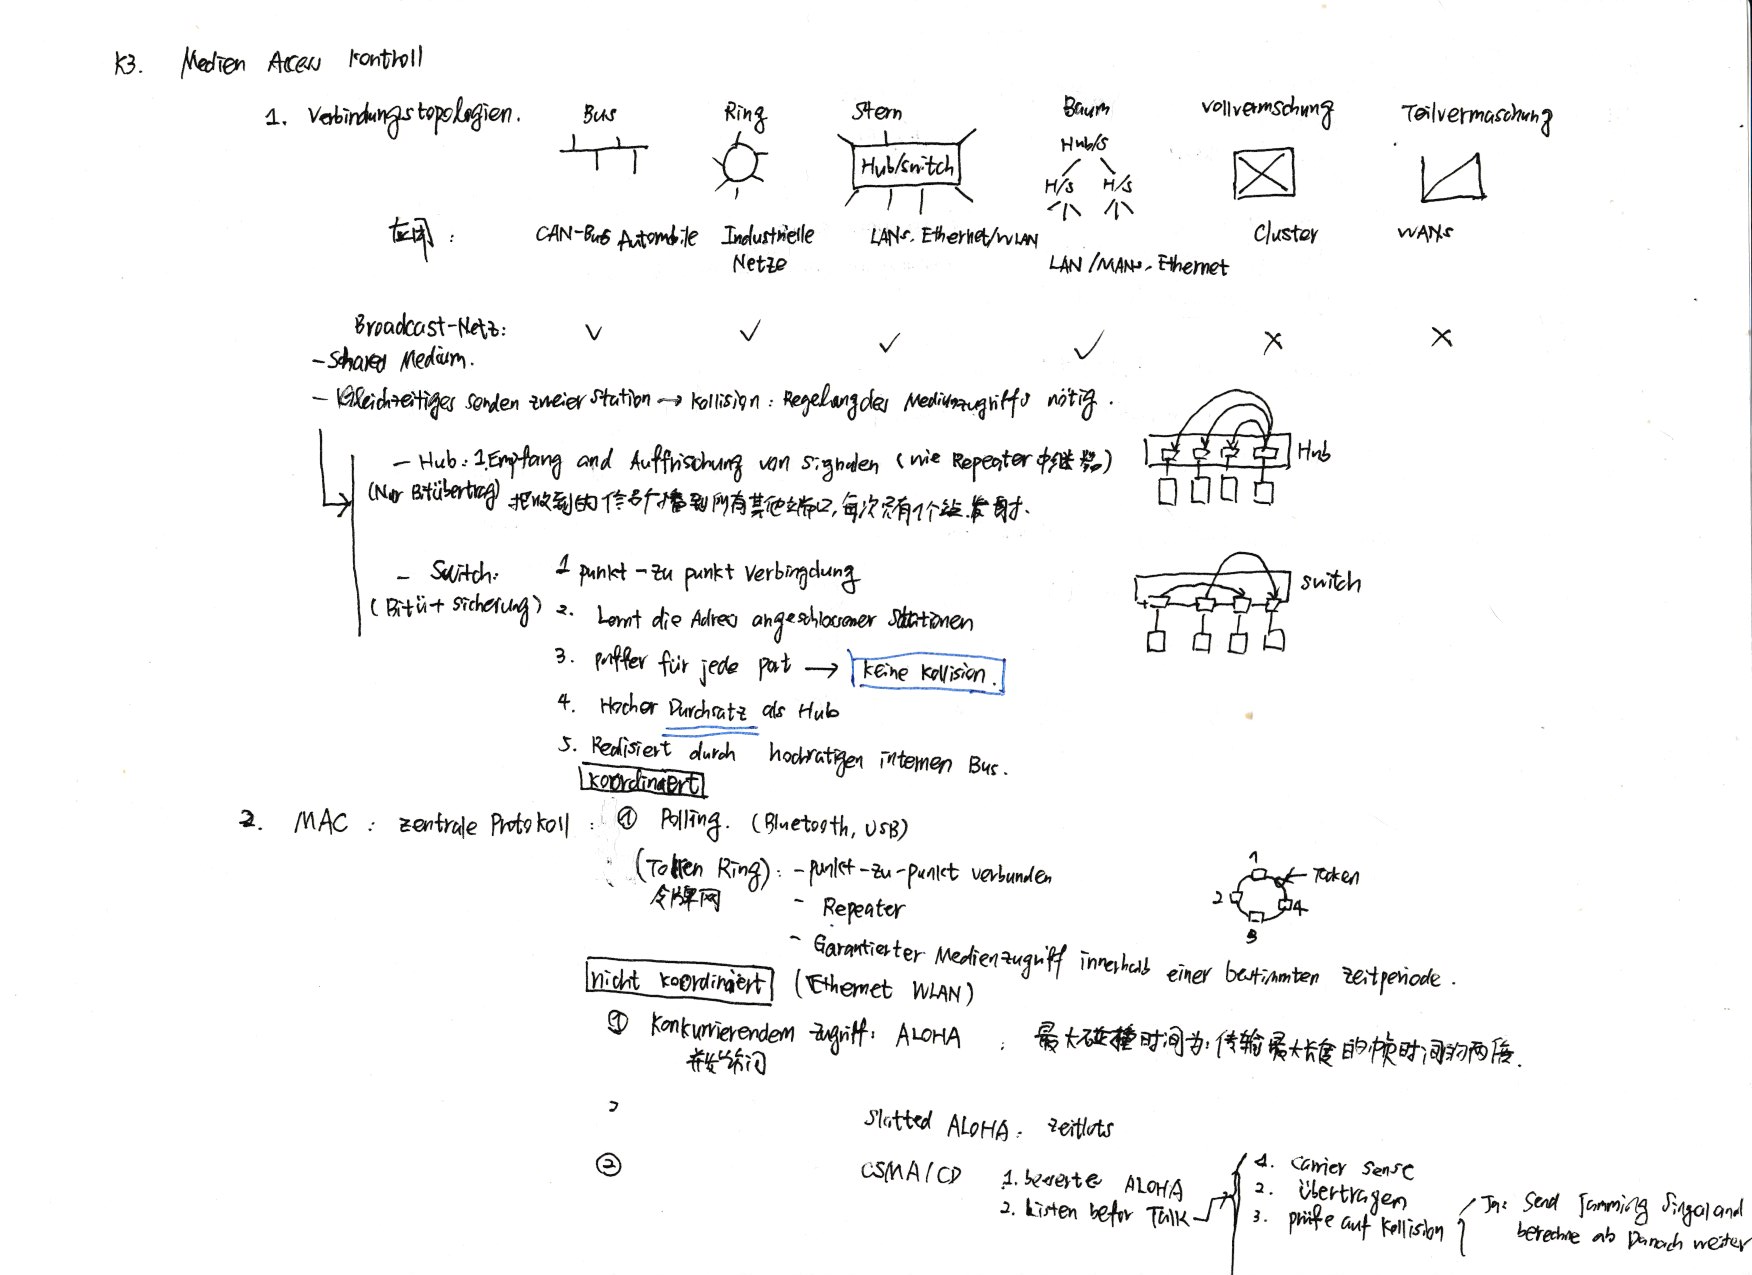 K3. Medien Access Kontroll
1. Verbindungstopologien. Bus Ring Stern Baum Vollvermschung Teilvermaschung
Hub/switch
Hub/S
H/S H/S
应用: CAN-Bus Automobile Industrielle Netze LANs, Ethernet/WLAN LAN/MANs, Ethernet Cluster WANs
Broadcast-Netz: ✓ ✓ ✓ ✓ × ×
- Shared Medium.
- Gleichzeitiges senden zweier Station → Kollision: Regelung des Mediumzugriffs nötig.
- Hub: 1. Empfang and Auffrischung von Signalen (wie Repeater 中继器)
(Nur Bitübertrag) 把收到的信号广播到所有其他端口, 每次只有1个站发射.
Hub
- Switch: 1 punkt-zu punkt Verbingdung
(Bitü + Sicherung) 2. Lernt die Adress angeschlossener Stationen
switch
3. puffer für jede port → keine Kollision.
4. Hocher Durchsatz als Hub
5. Realisiert durch hochratigen internen Bus.
koordiniert
2. MAC: zentrale Protokoll: ① Polling. (Bluetooth, USB)
(Token Ring): - punkt-zu-punkt verbunden
令牌网
- Repeater
- Garantierter Medienzugriff innerhalb einer bestimmten zeitperiode.
1 Token
2 4
3
nicht koordiniert (Ethernet WLAN)
① Konkurrierendem zugriff: ALOHA : 最大碰撞时间为: 传输最大长度的帧时间的两倍.
并发访问
Slotted ALOHA: zeitlots
② CSMA/CD 1. besserte ALOHA
2. Listen befor Talk
1. Carrier sense
2. übertragen
3. prüfe auf Kollision
Ja: Send Jamming Singal and
berechne ab Danach weiter